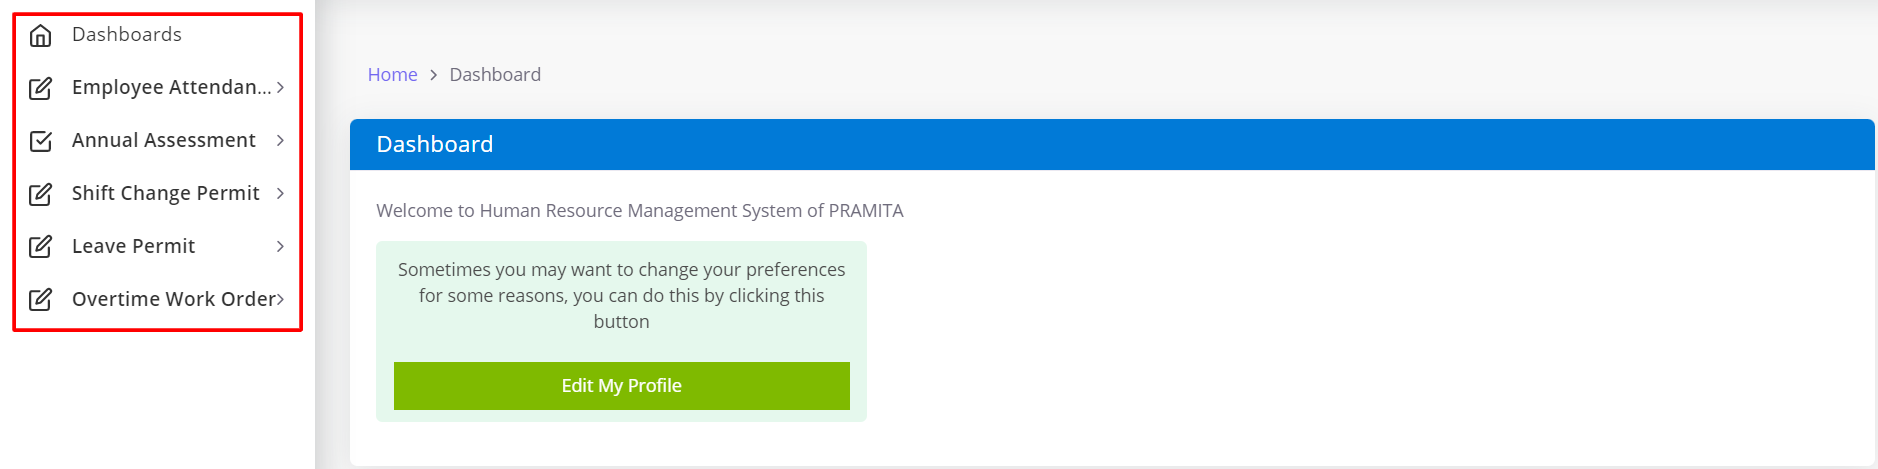 Dashboards
Employee Attendan...
Annual Assessment
Shift Change Permit
Leave Permit
Overtime Work Order
Home > Dashboard
Dashboard
Welcome to Human Resource Management System of PRAMITA
Sometimes you may want to change your preferences
for some reasons, you can do this by clicking this
button
Edit My Profile